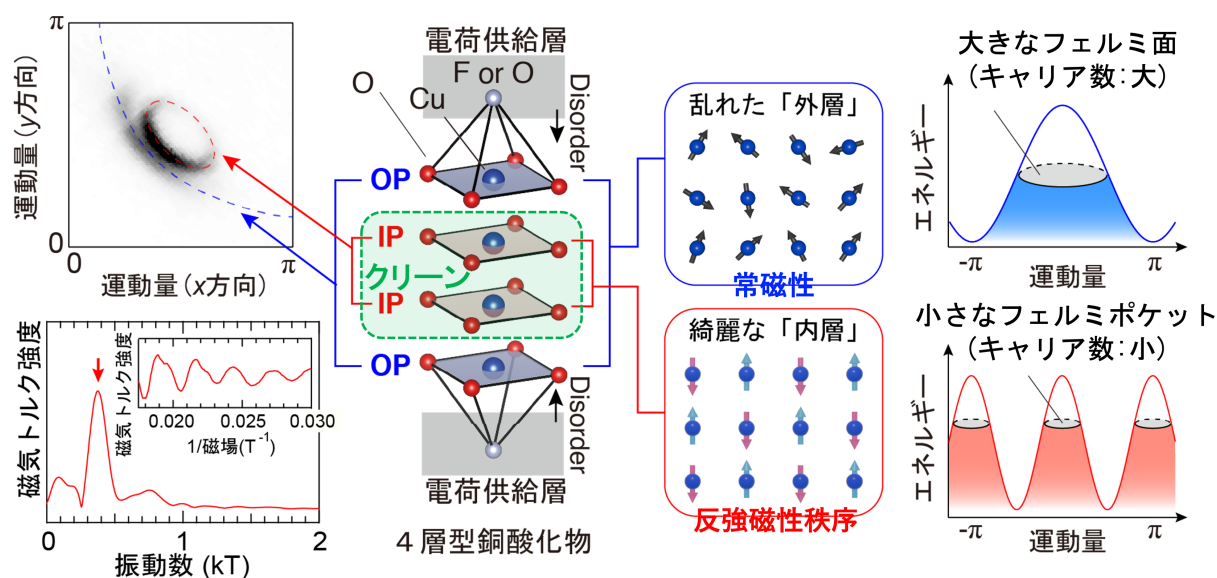 π
運動量(y方向)
0
0
π
運動量(x方向)
磁気トルク強度
磁気トルク強度
0.020
0.025
0.030
1/磁場(T⁻¹)
0
1
2
振動数 (kT)
電荷供給層
F or O
O
Cu
Disorder
OP
IP
クリーン
IP
OP
Disorder
電荷供給層
4層型銅酸化物
乱れた「外層」
常磁性
綺麗な「内層」
反強磁性秩序
大きなフェルミ面
(キャリア数:大)
エネルギー
-π
π
運動量
小さなフェルミポケット
(キャリア数:小)
エネルギー
-π
π
運動量